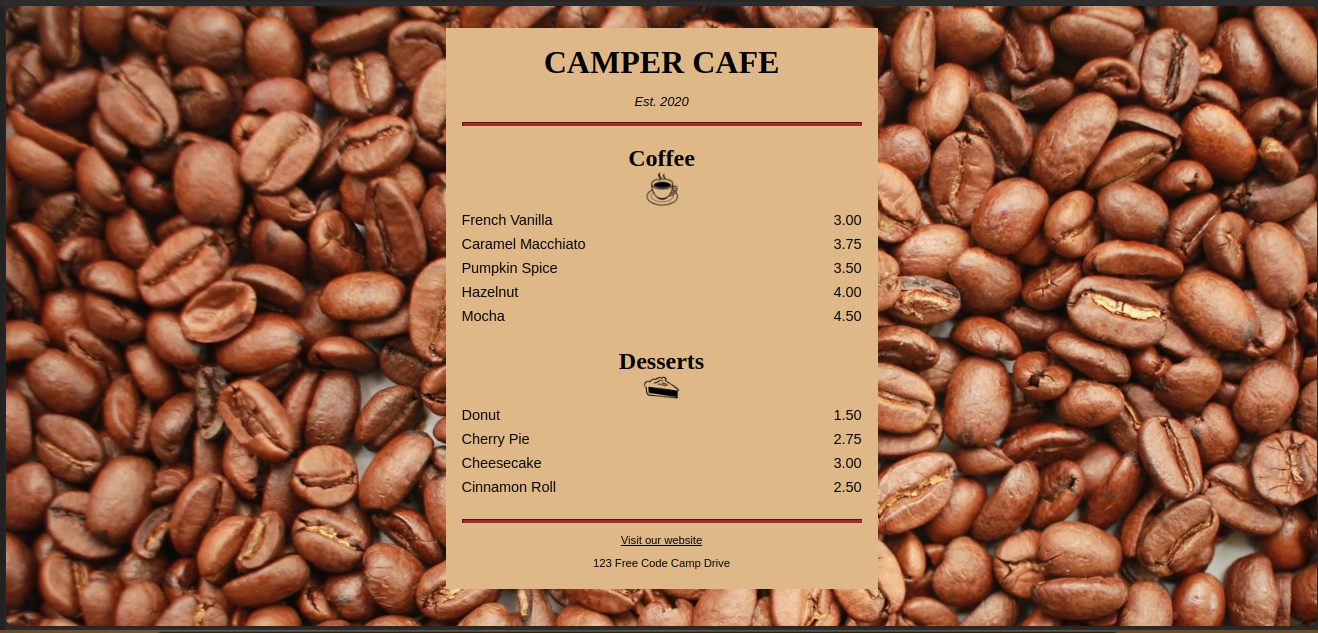 CAMPER CAFE
Est. 2020
Coffee
French Vanilla 3.00
Caramel Macchiato 3.75
Pumpkin Spice 3.50
Hazelnut 4.00
Mocha 4.50
Desserts
Donut 1.50
Cherry Pie 2.75
Cheesecake 3.00
Cinnamon Roll 2.50
Visit our website
123 Free Code Camp Drive